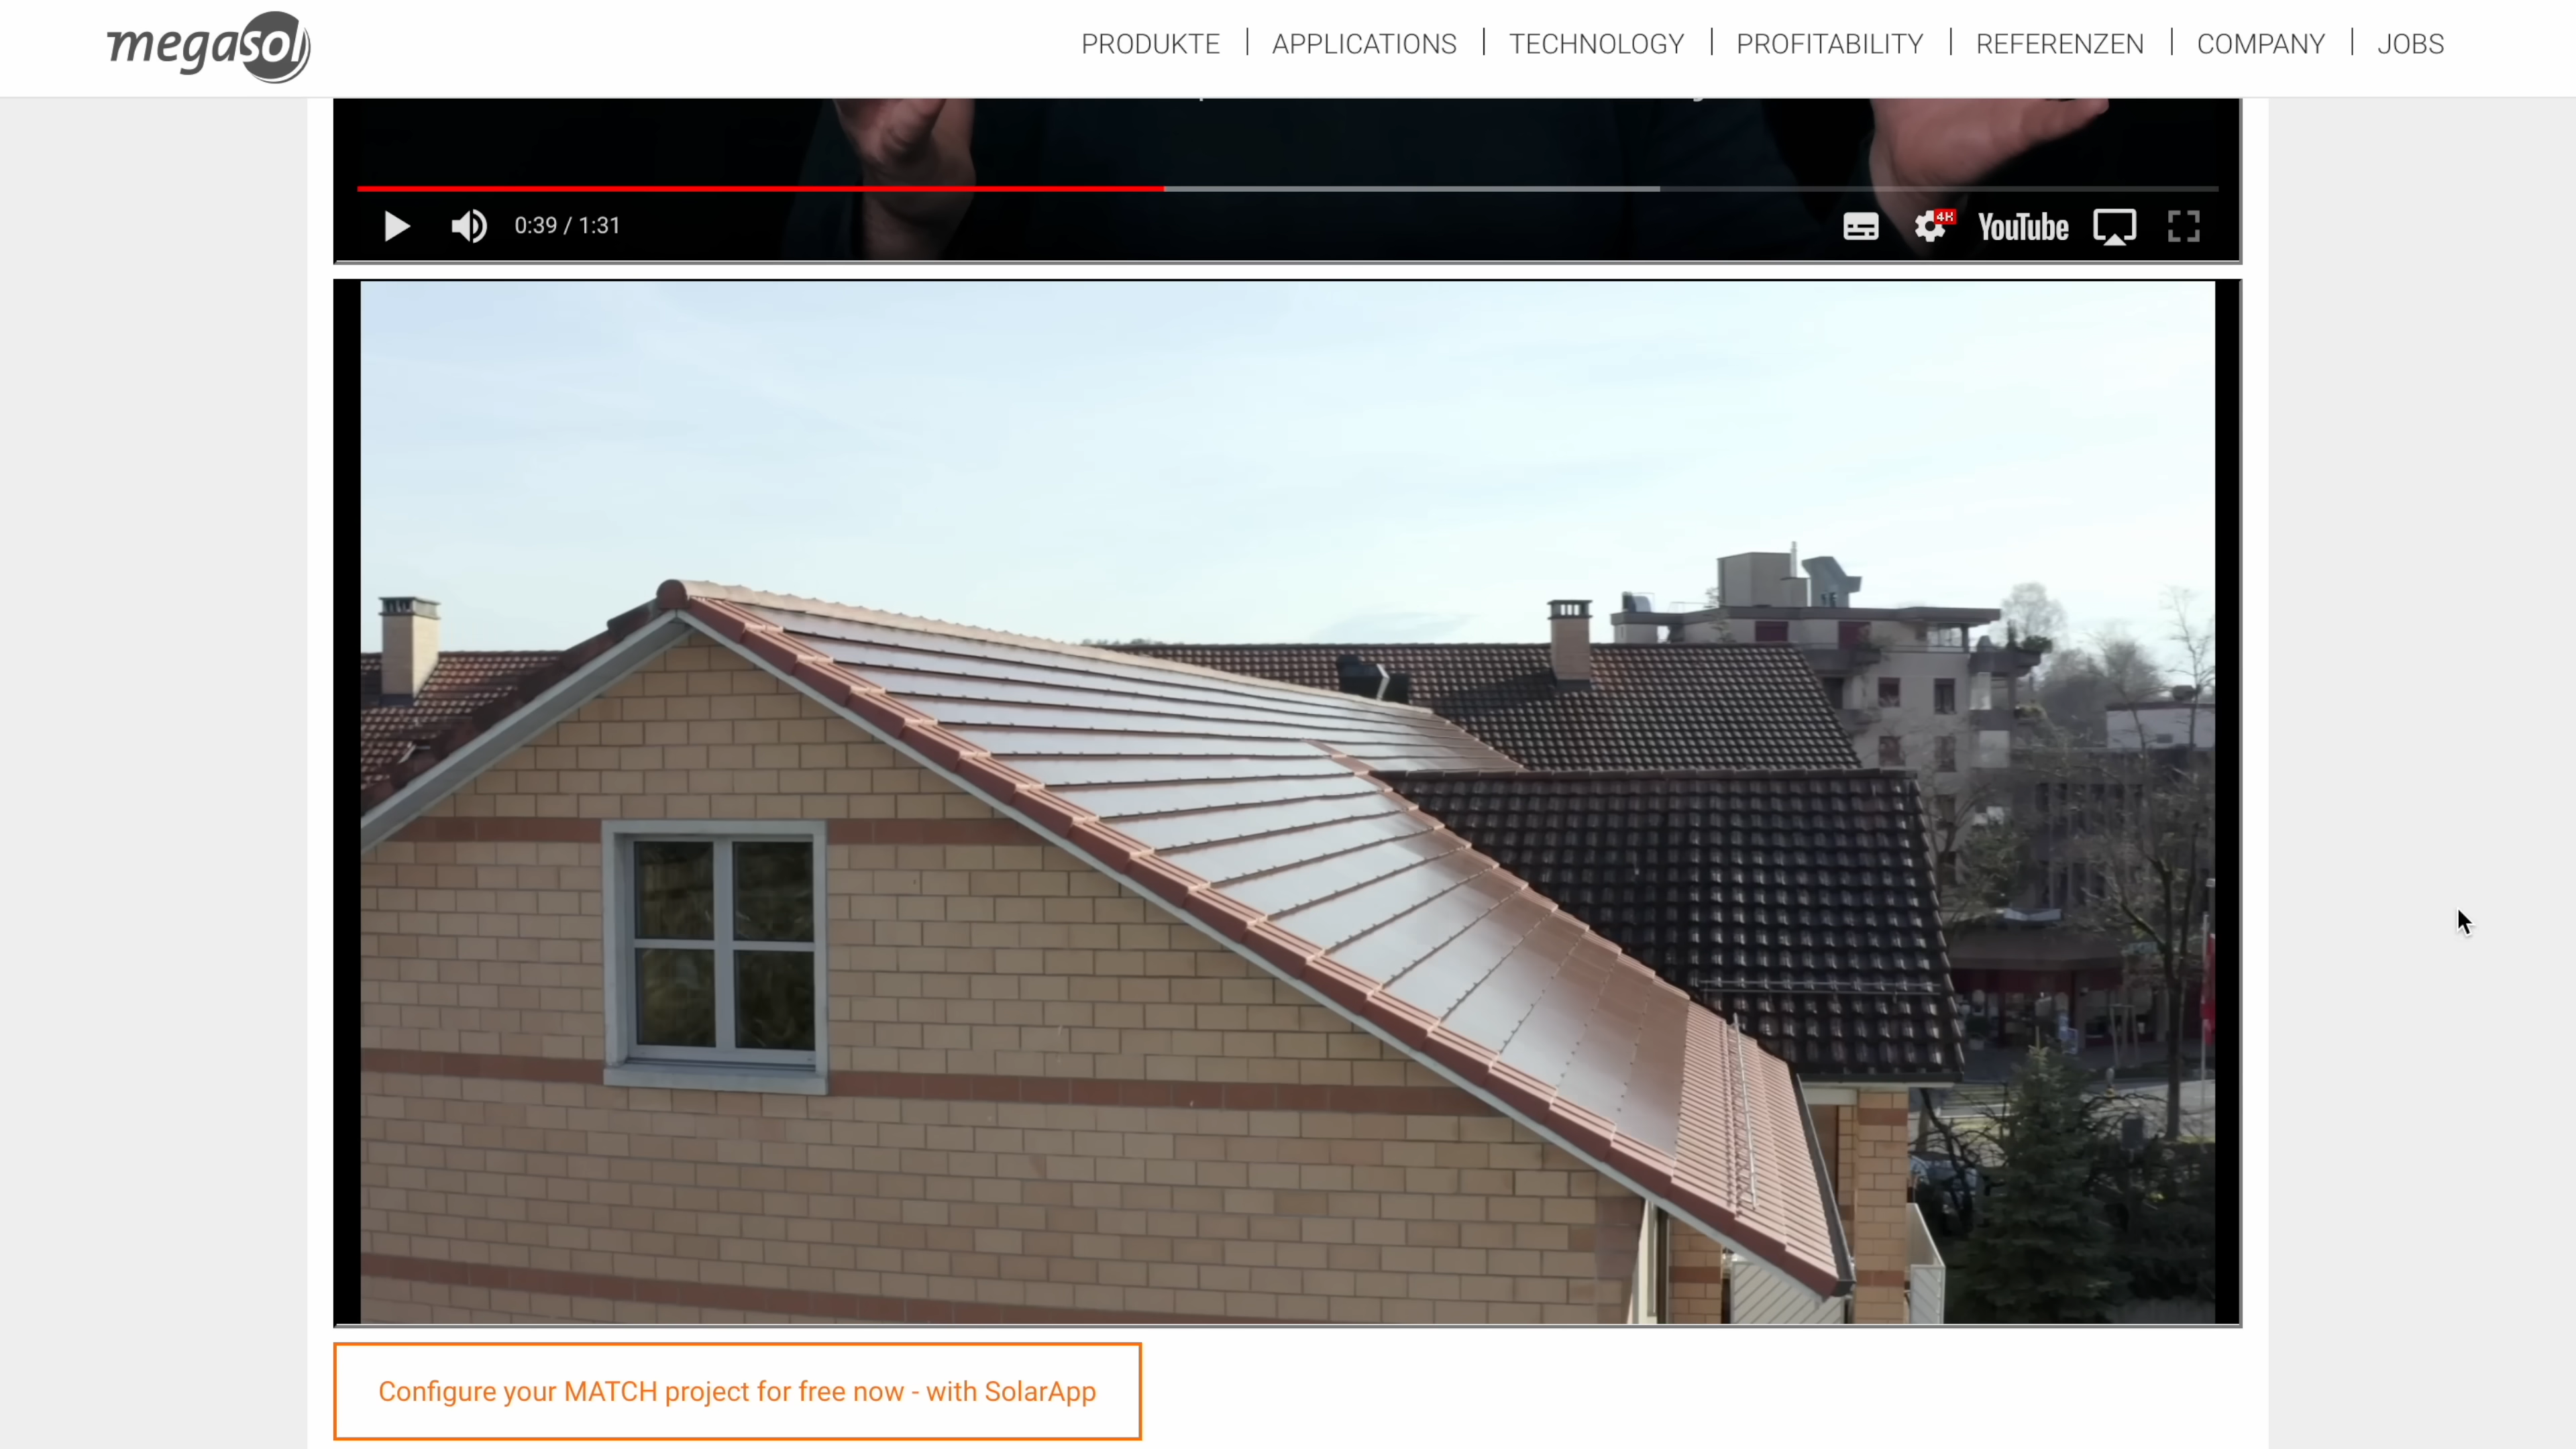 megasol
PRODUKTE | APPLICATIONS | TECHNOLOGY | PROFITABILITY | REFERENZEN | COMPANY | JOBS
0:39 / 1:31
4K
YouTube
Configure your MATCH project for free now - with SolarApp